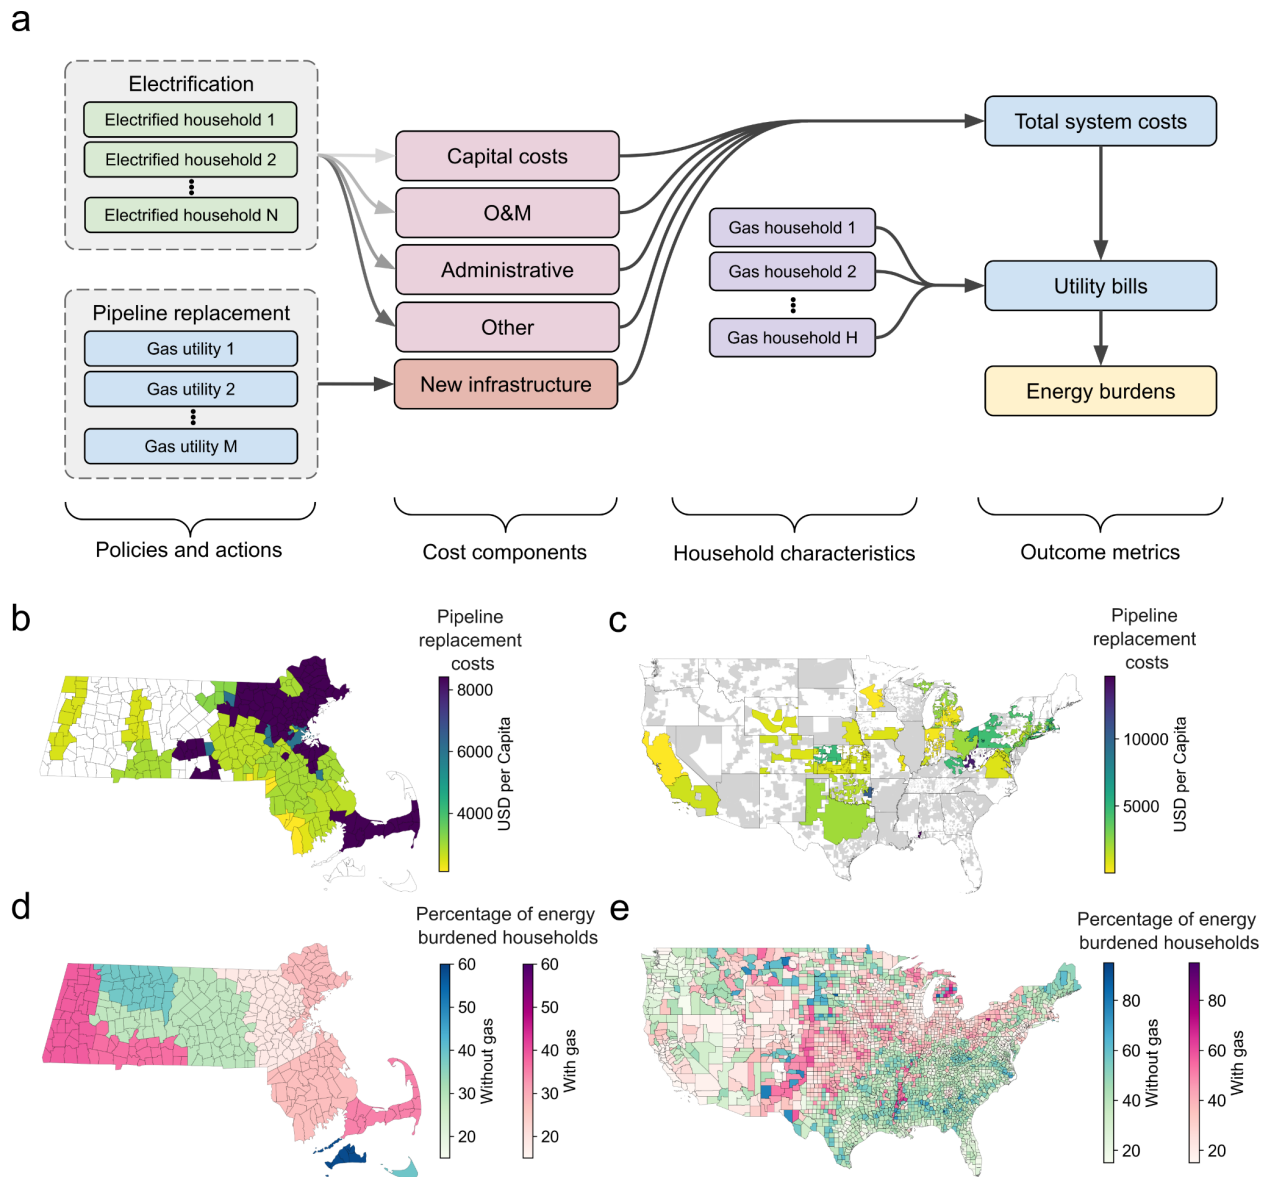 a
Electrification
Electrified household 1
Electrified household 2
Electrified household N
Pipeline replacement
Gas utility 1
Gas utility 2
Gas utility M
Capital costs
O&M
Administrative
Other
New infrastructure
Gas household 1
Gas household 2
Gas household H
Total system costs
Utility bills
Energy burdens
Policies and actions
Cost components
Household characteristics
Outcome metrics
b
Pipeline
replacement
costs
8000
6000
4000
USD per Capita
c
Pipeline
replacement
costs
10000
5000
USD per Capita
d
Percentage of energy
burdened households
60
50
40
30
20
Without gas
60
50
40
30
20
With gas
e
Percentage of energy
burdened households
80
60
40
20
Without gas
80
60
40
20
With gas